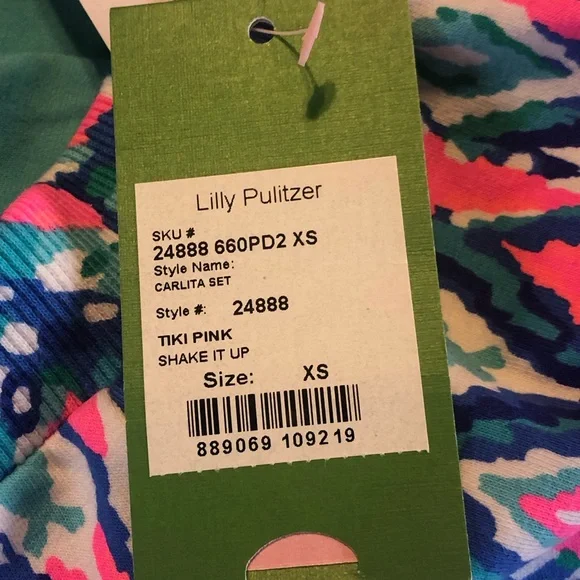 Lilly Pulitzer
SKU #
24888 660PD2 XS
Style Name:
CARLITA SET
Style #: 24888
TIKI PINK
SHAKE IT UP
Size: XS
889069 109219